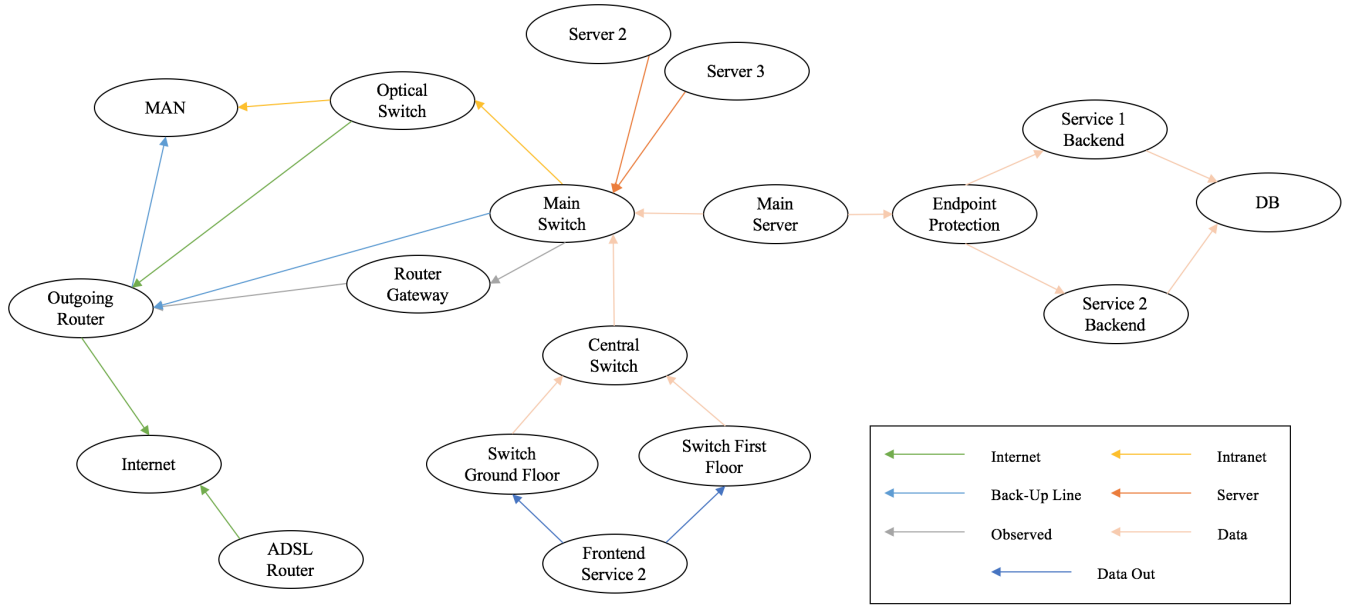 Server 2
Server 3
MAN
Optical
Switch
Service 1
Backend
Main
Switch
Main
Server
Endpoint
Protection
DB
Router
Gateway
Outgoing
Router
Service 2
Backend
Central
Switch
Internet
Switch
Ground Floor
Switch First
Floor
ADSL
Router
Frontend
Service 2
Internet
Intranet
Back-Up Line
Server
Observed
Data
Data Out